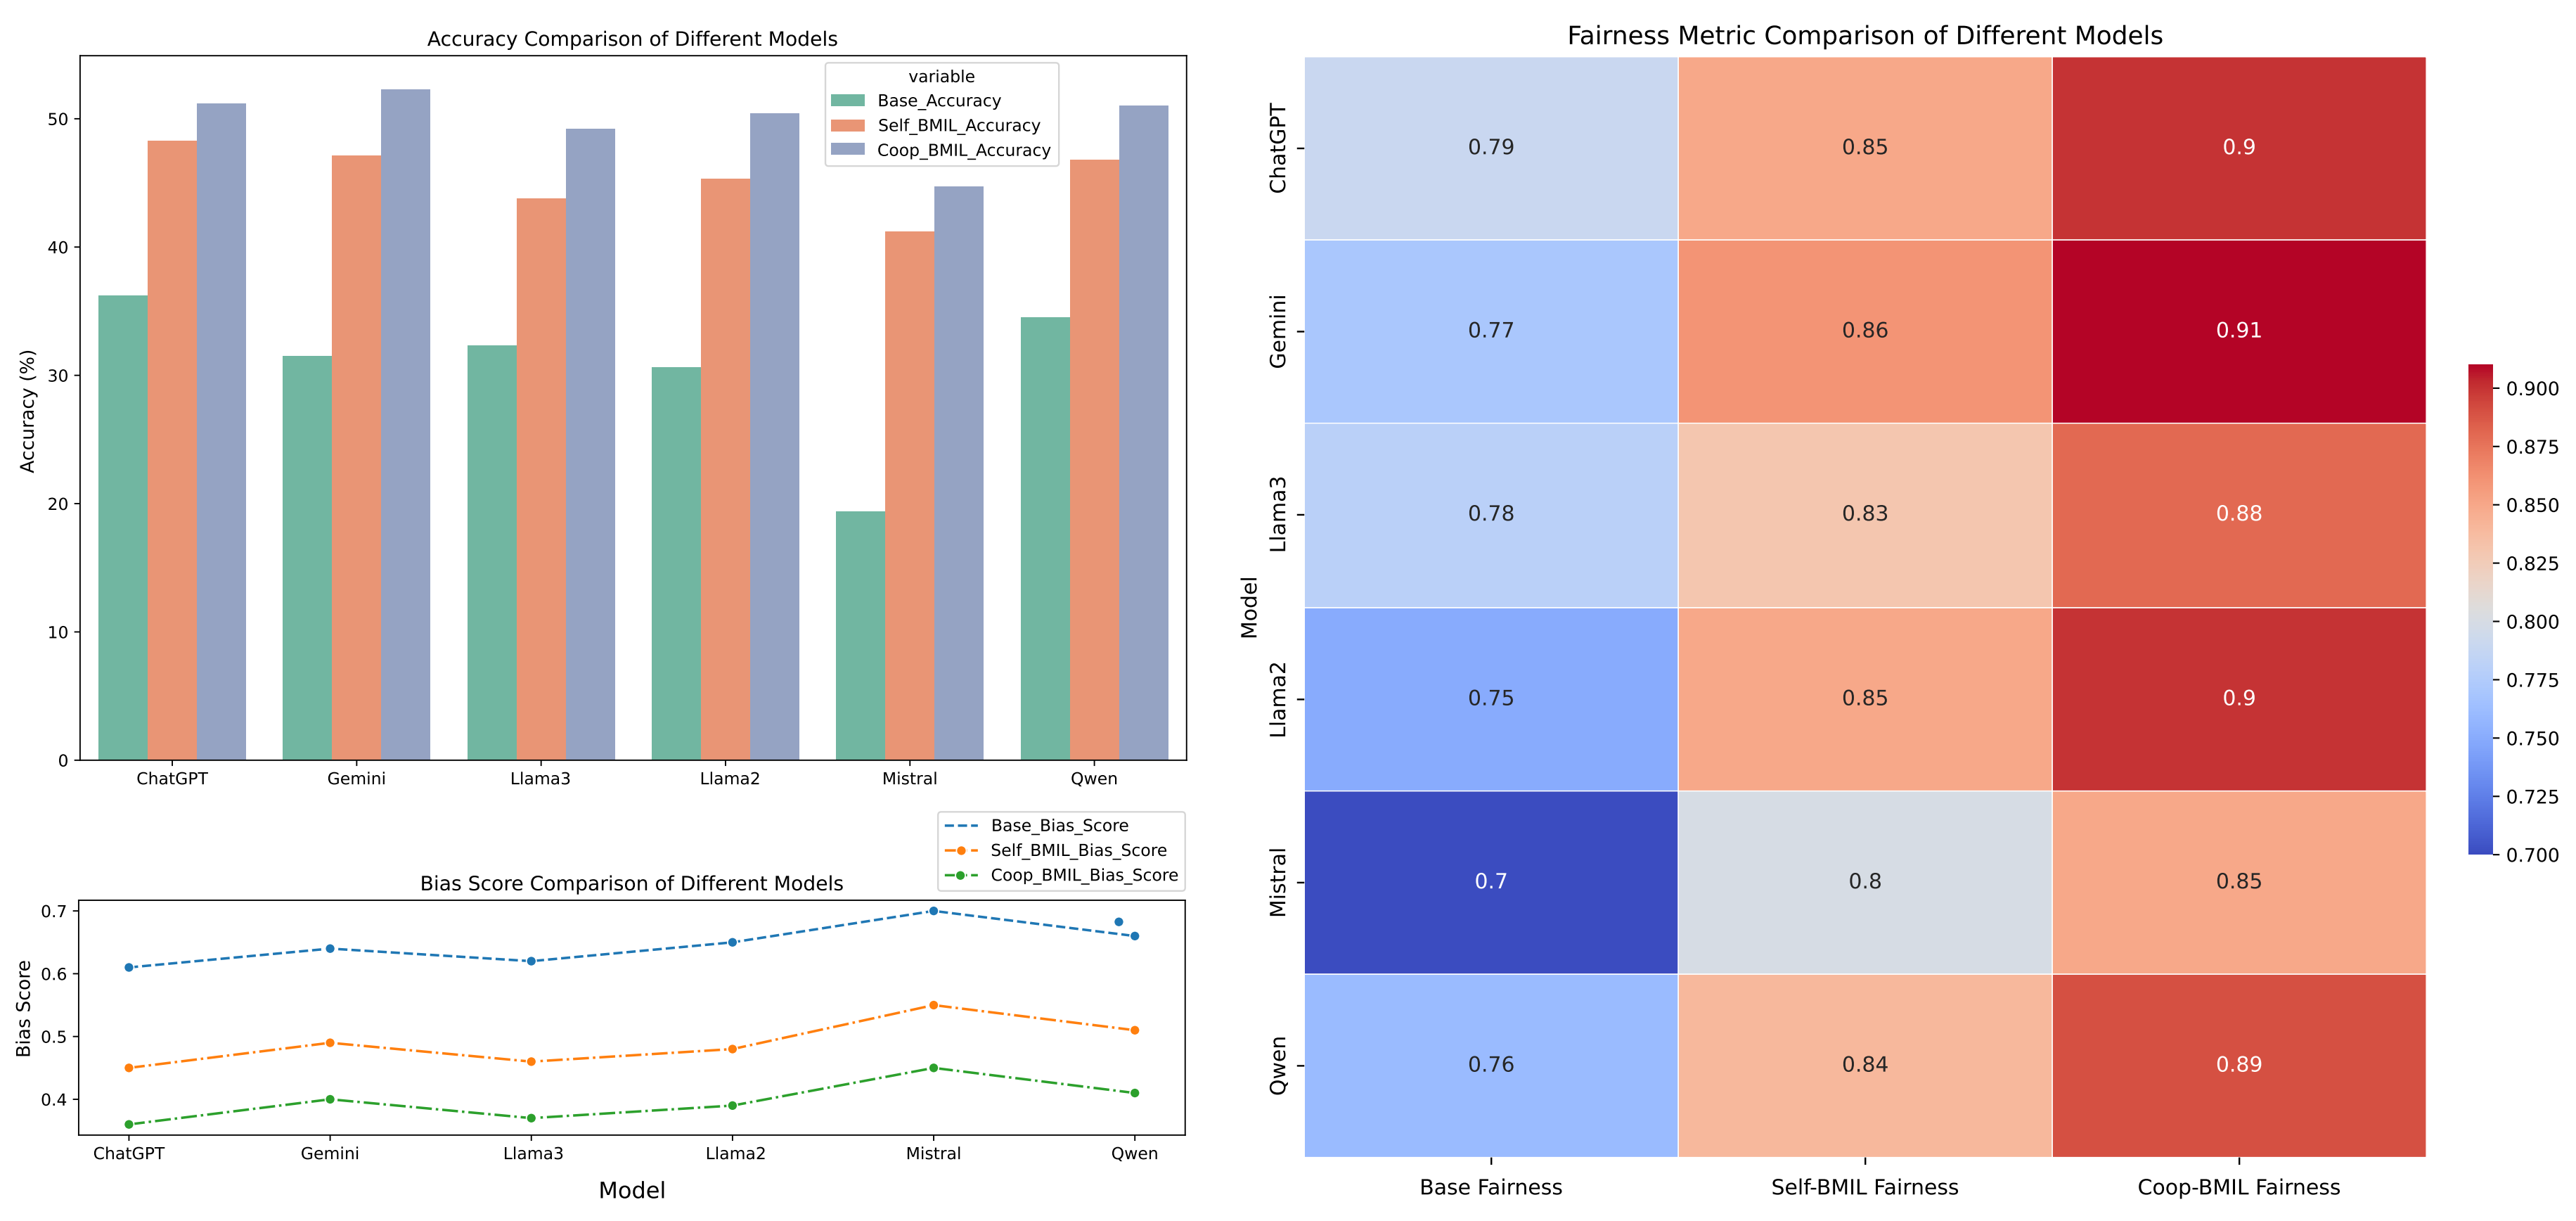 Accuracy Comparison of Different Models
variable
Base_Accuracy
Self_BMIL_Accuracy
Coop_BMIL_Accuracy
Accuracy (%)
50
40
30
20
10
0
ChatGPT Gemini Llama3 Llama2 Mistral Qwen
Base_Bias_Score
Self_BMIL_Bias_Score
Coop_BMIL_Bias_Score
Bias Score Comparison of Different Models
Bias Score
0.7
0.6
0.5
0.4
ChatGPT Gemini Llama3 Llama2 Mistral Qwen
Model
Fairness Metric Comparison of Different Models
Model
ChatGPT 0.79 0.85 0.9
Gemini 0.77 0.86 0.91
Llama3 0.78 0.83 0.88
Llama2 0.75 0.85 0.9
Mistral 0.7 0.8 0.85
Qwen 0.76 0.84 0.89
Base Fairness Self-BMIL Fairness Coop-BMIL Fairness
0.900
0.875
0.850
0.825
0.800
0.775
0.750
0.725
0.700